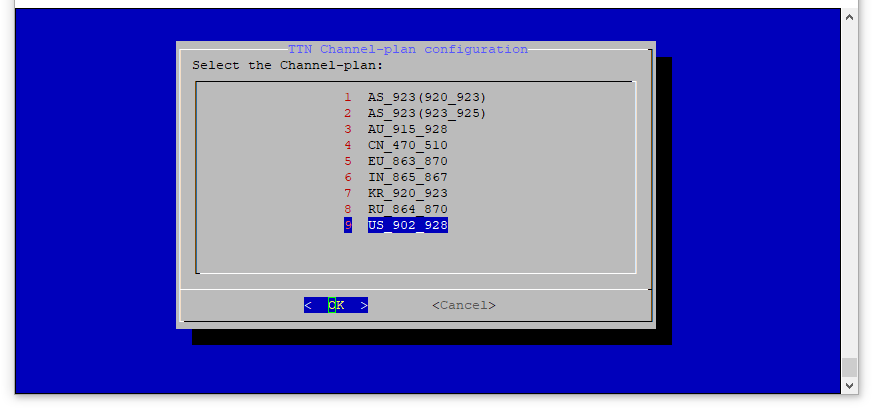 TTN Channel-plan configuration
Select the Channel-plan:
1 AS_923(920_923)
2 AS_923(923_925)
3 AU_915_928
4 CN_470_510
5 EU_863_870
6 IN_865_867
7 KR_920_923
8 RU_864_870
9 US_902_928
< OK > <Cancel>